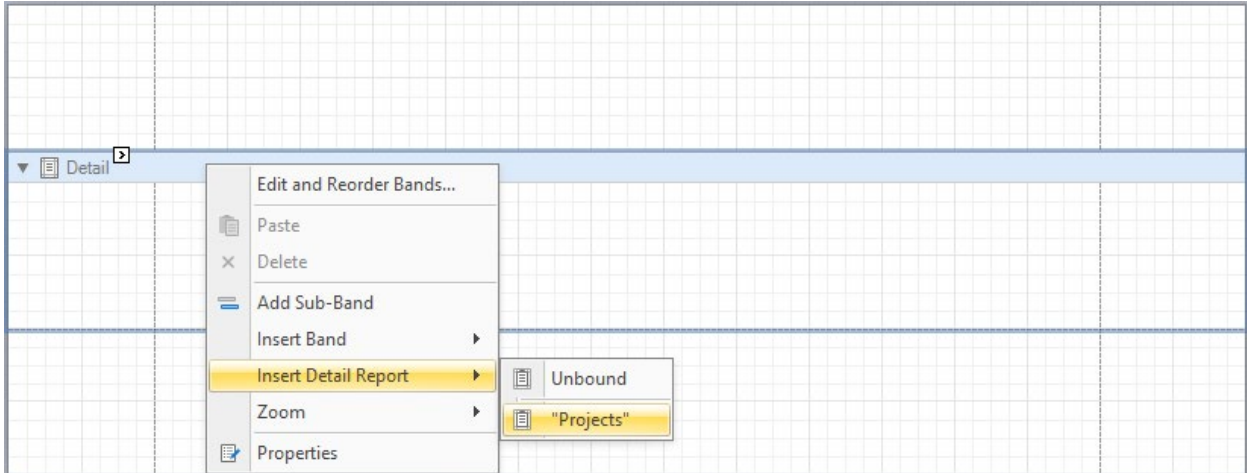 Detail
Edit and Reorder Bands...
Paste
Delete
Add Sub-Band
Insert Band
Insert Detail Report
Unbound
Zoom
"Projects"
Properties